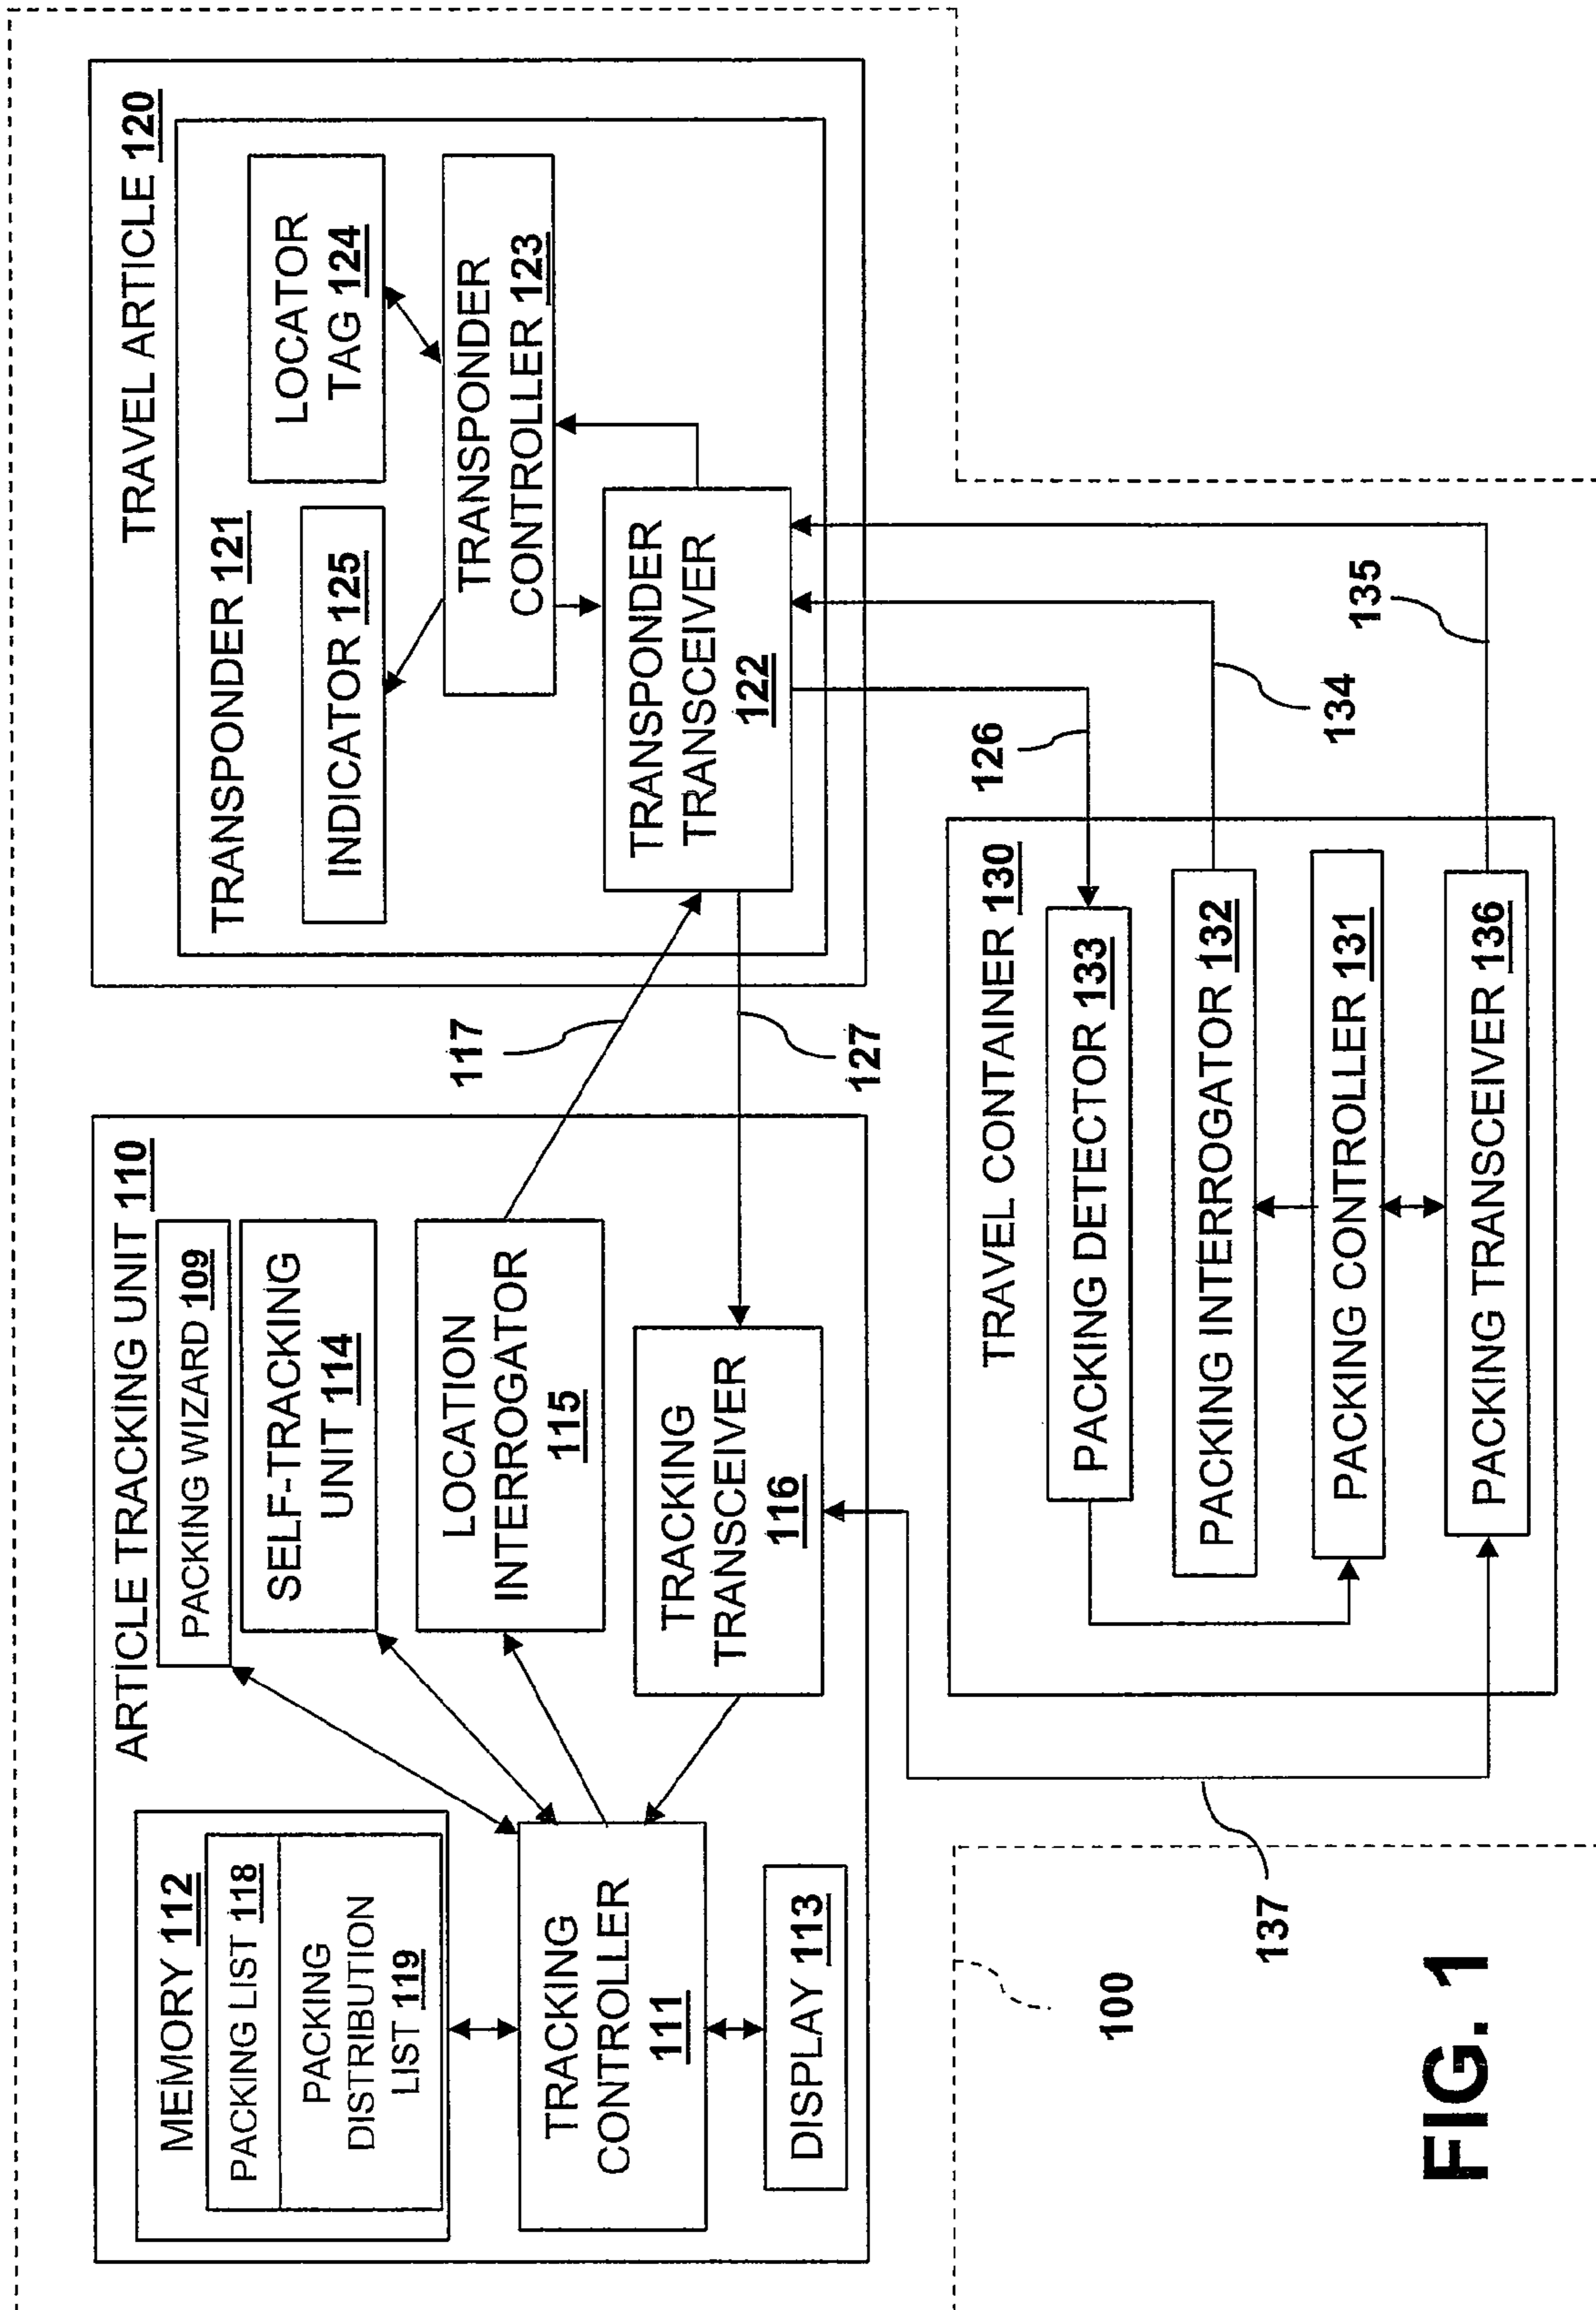 ARTICLE TRACKING UNIT 110
MEMORY 112
PACKING LIST 118
PACKING
DISTRIBUTION
LIST 119
TRACKING
CONTROLLER
111
DISPLAY 113
PACKING WIZARD 109
SELF-TRACKING
UNIT 114
LOCATION
INTERROGATOR
115
TRACKING
TRANSCEIVER
116
117
127
TRAVEL ARTICLE 120
TRANSPONDER 121
INDICATOR 125
LOCATOR
TAG 124
TRANSPONDER
CONTROLLER 123
TRANSPONDER
TRANSCEIVER
122
126
134
135
TRAVEL CONTAINER 130
PACKING DETECTOR 133
PACKING INTERROGATOR 132
PACKING CONTROLLER 131
PACKING TRANSCEIVER 136
137
100
FIG. 1